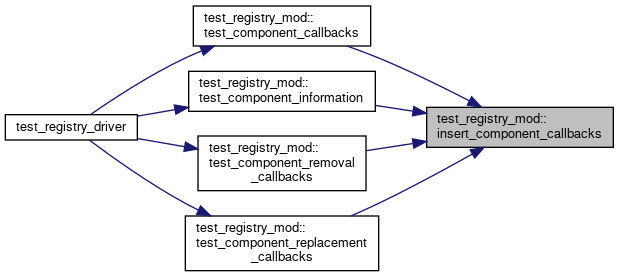 test_registry_mod::
test_component_callbacks
test_registry_mod::
test_component_information
test_registry_driver
test_registry_mod::
insert_component_callbacks
test_registry_mod::
test_component_removal
_callbacks
test_registry_mod::
test_component_replacement
_callbacks